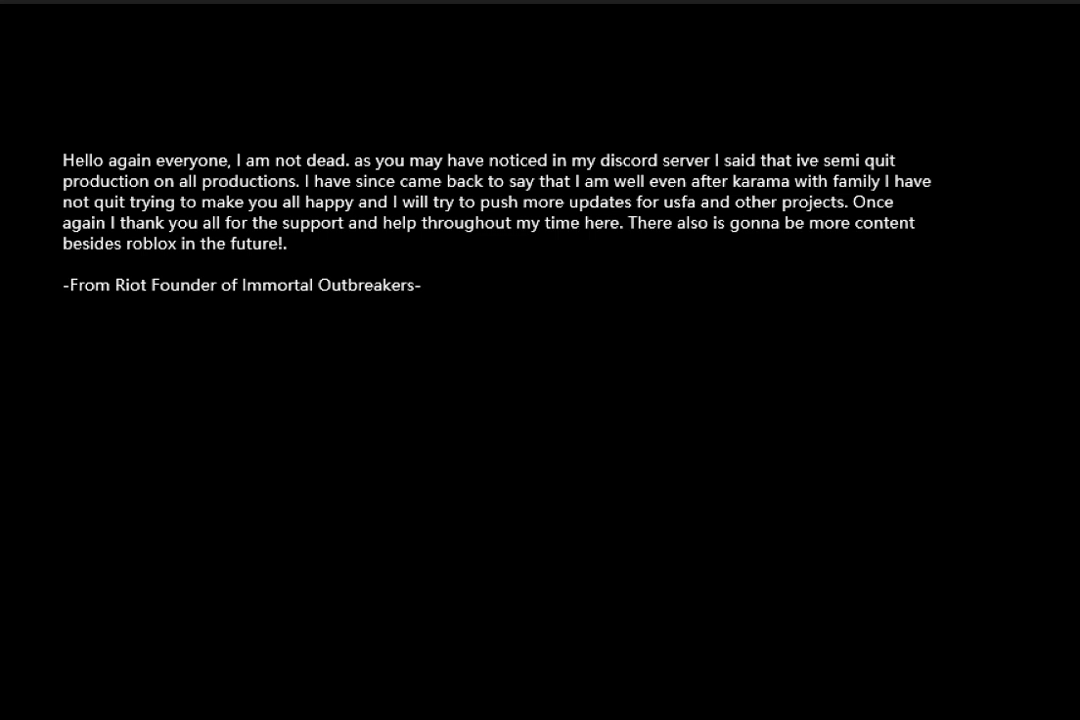 Hello again everyone, I am not dead. as you may have noticed in my discord server I said that ive semi quit
production on all productions. I have since came back to say that I am well even after karama with family I have
not quit trying to make you all happy and I will try to push more updates for usfa and other projects. Once
again I thank you all for the support and help throughout my time here. There also is gonna be more content
besides roblox in the future!.
-From Riot Founder of Immortal Outbreakers-